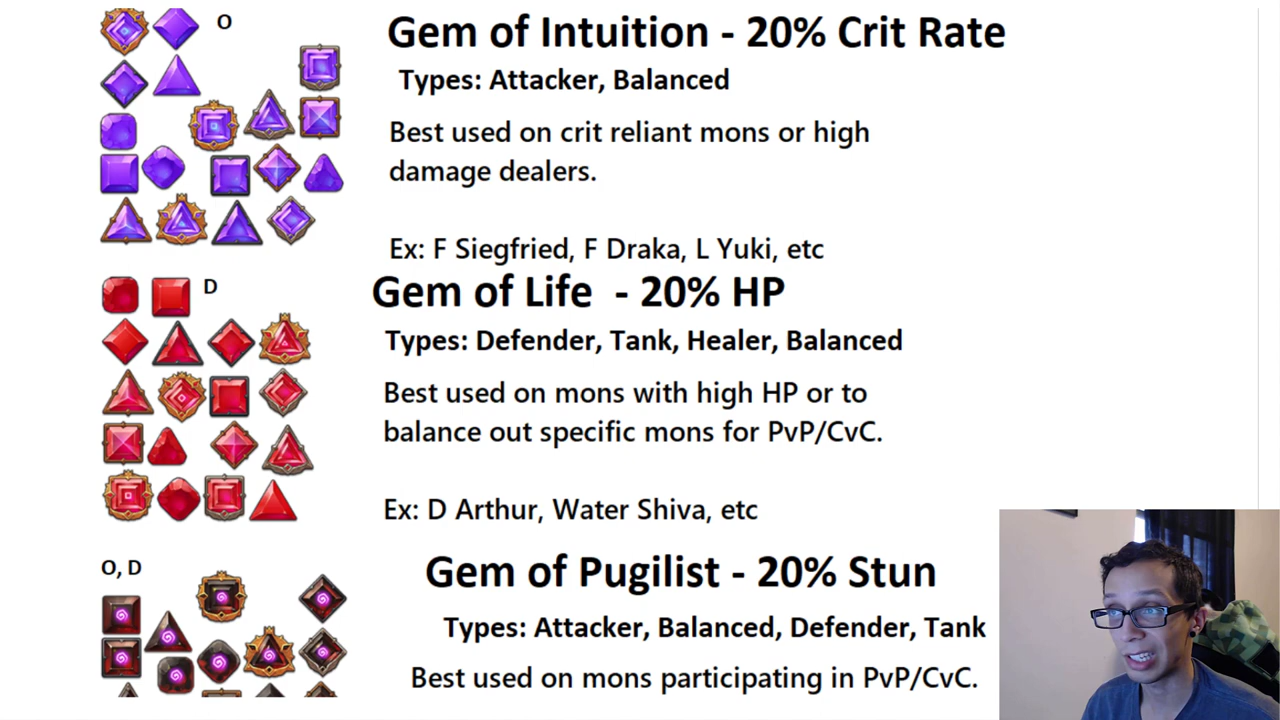 O
Gem of Intuition - 20% Crit Rate
Types: Attacker, Balanced
Best used on crit reliant mons or high
damage dealers.
Ex: F Siegfried, F Draka, L Yuki, etc
D
Gem of Life - 20% HP
Types: Defender, Tank, Healer, Balanced
Best used on mons with high HP or to
balance out specific mons for PvP/CvC.
Ex: D Arthur, Water Shiva, etc
O, D
Gem of Pugilist - 20% Stun
Types: Attacker, Balanced, Defender, Tank
Best used on mons participating in PvP/CvC.